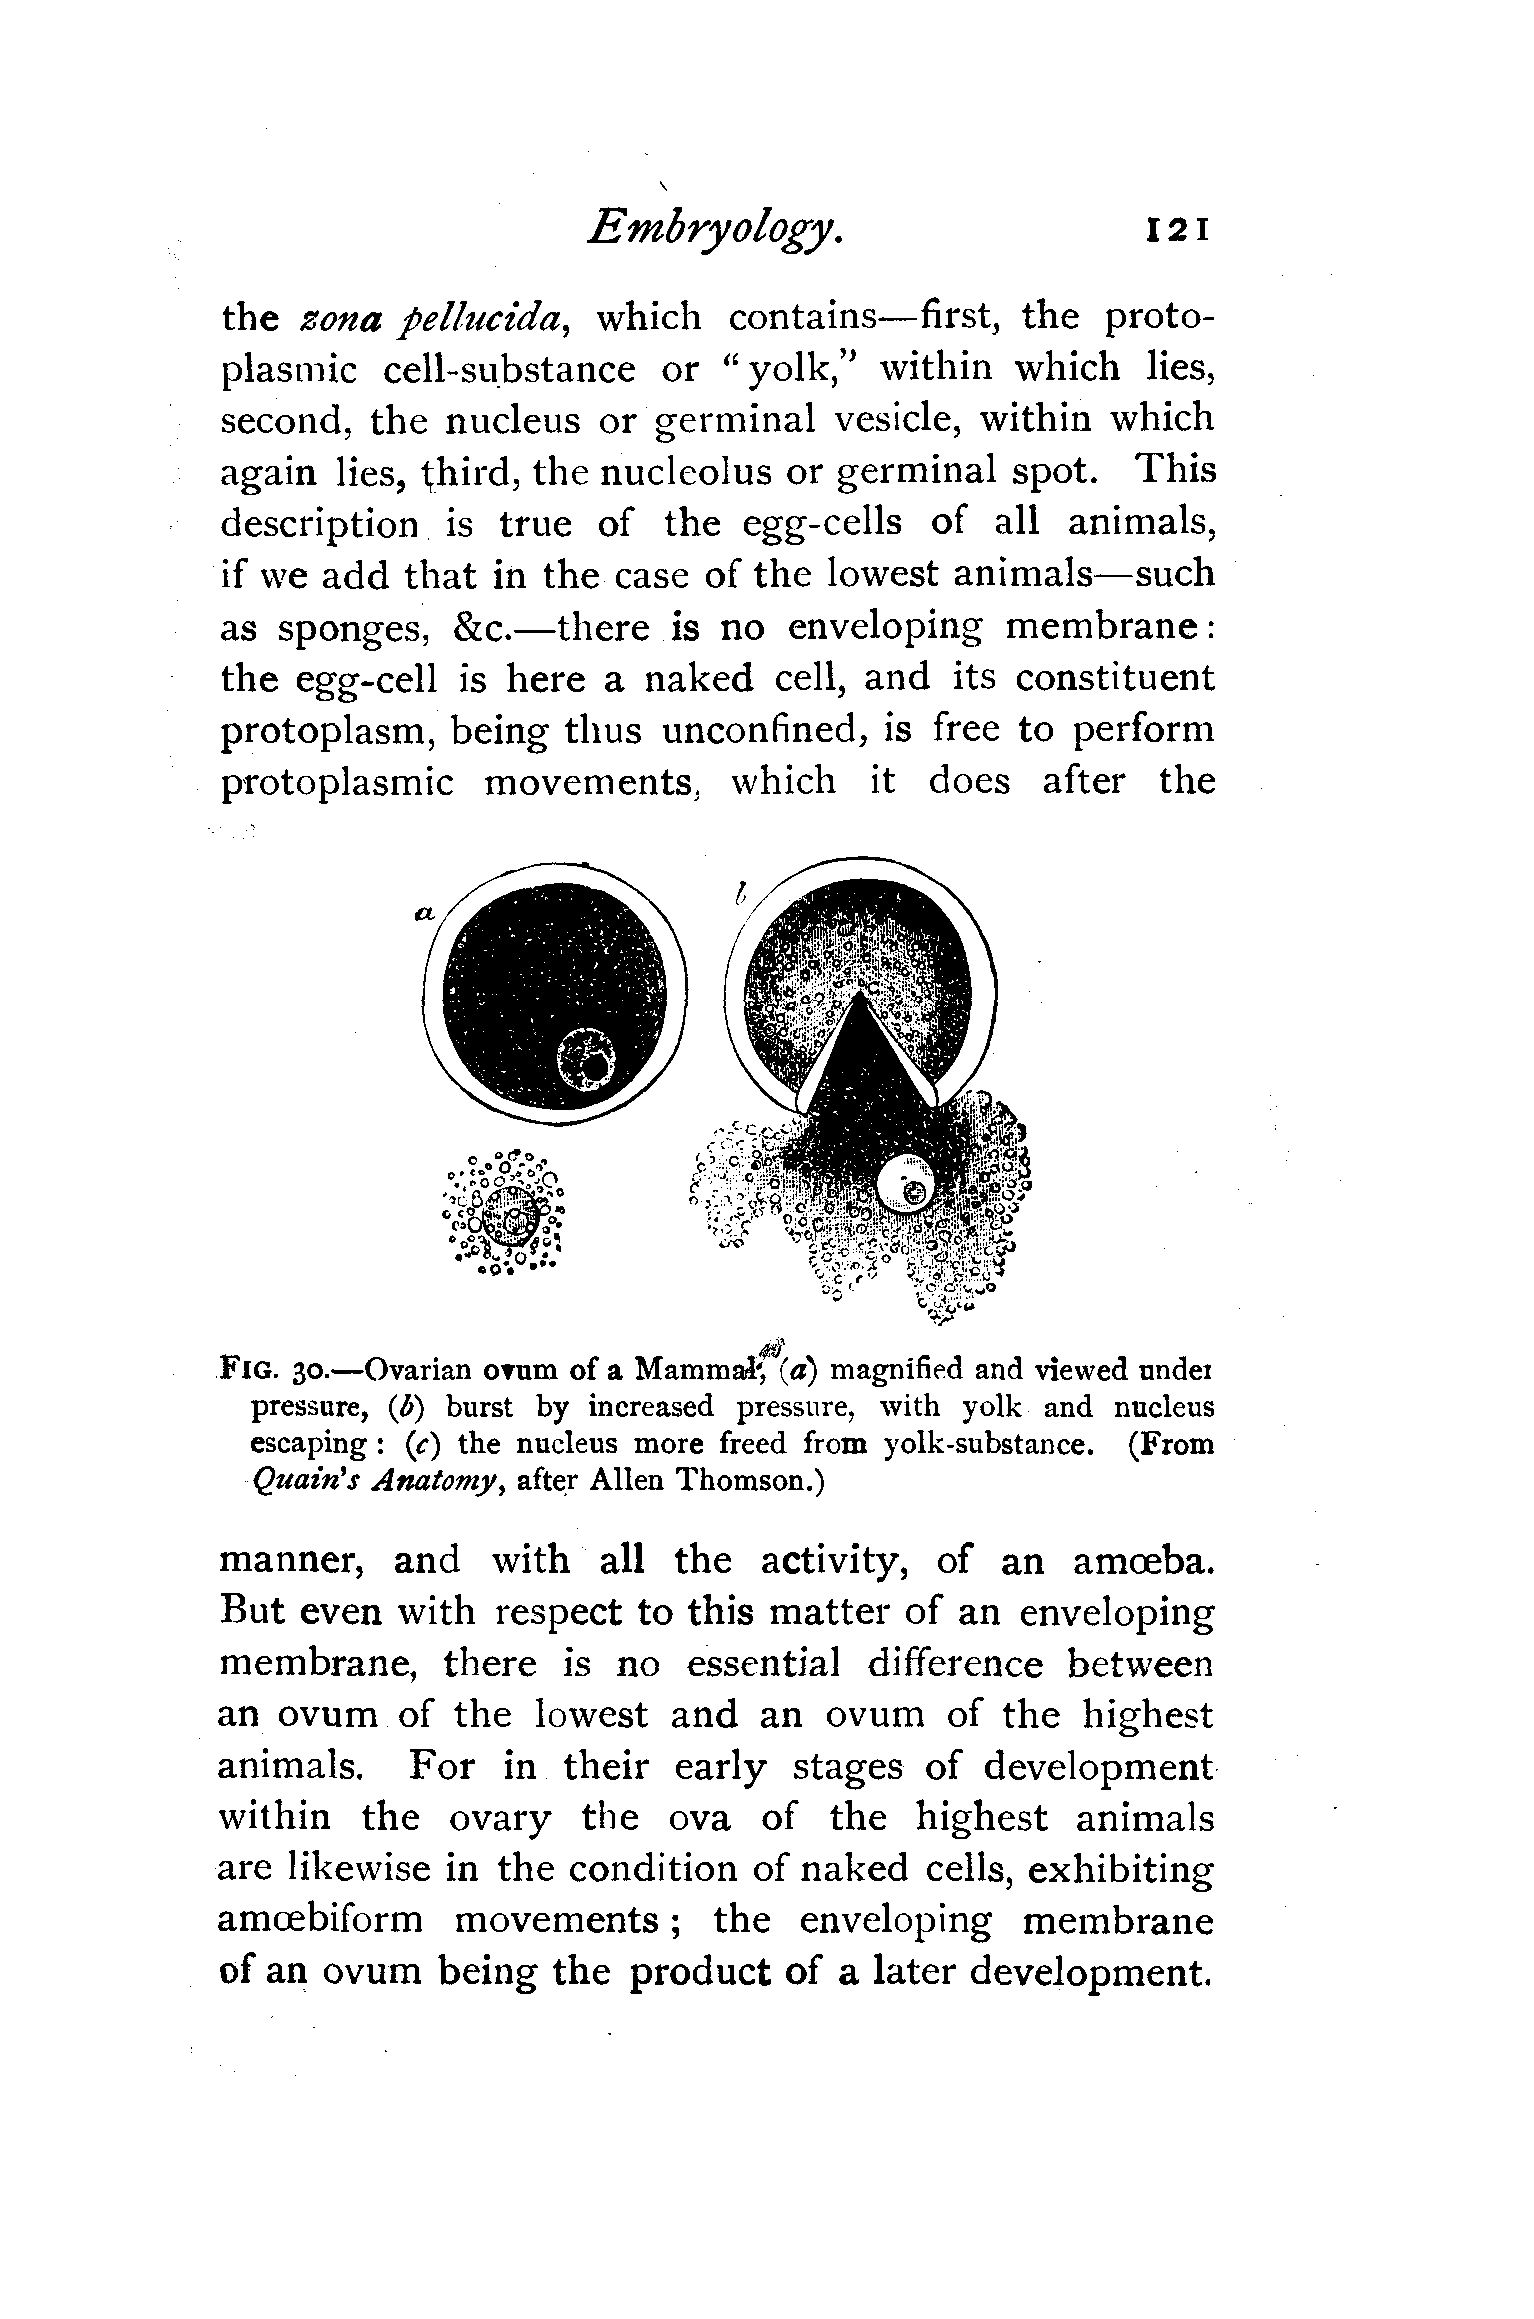 Embryology. 121
the zona pellucida, which contains—first, the proto-
plasmic cell-substance or “yolk,” within which lies,
second, the nucleus or germinal vesicle, within which
again lies, third, the nucleolus or germinal spot. This
description is true of the egg-cells of all animals,
if we add that in the case of the lowest animals—such
as sponges, &c.—there is no enveloping membrane:
the egg-cell is here a naked cell, and its constituent
protoplasm, being thus unconfined, is free to perform
protoplasmic movements, which it does after the
a
b
FIG. 30.—Ovarian ovum of a Mammal, (a) magnified and viewed under
pressure, (b) burst by increased pressure, with yolk and nucleus
escaping: (c) the nucleus more freed from yolk-substance. (From
Quain's Anatomy, after Allen Thomson.)
manner, and with all the activity, of an amœba.
But even with respect to this matter of an enveloping
membrane, there is no essential difference between
an ovum of the lowest and an ovum of the highest
animals. For in their early stages of development
within the ovary the ova of the highest animals
are likewise in the condition of naked cells, exhibiting
amœbiform movements; the enveloping membrane
of an ovum being the product of a later development.